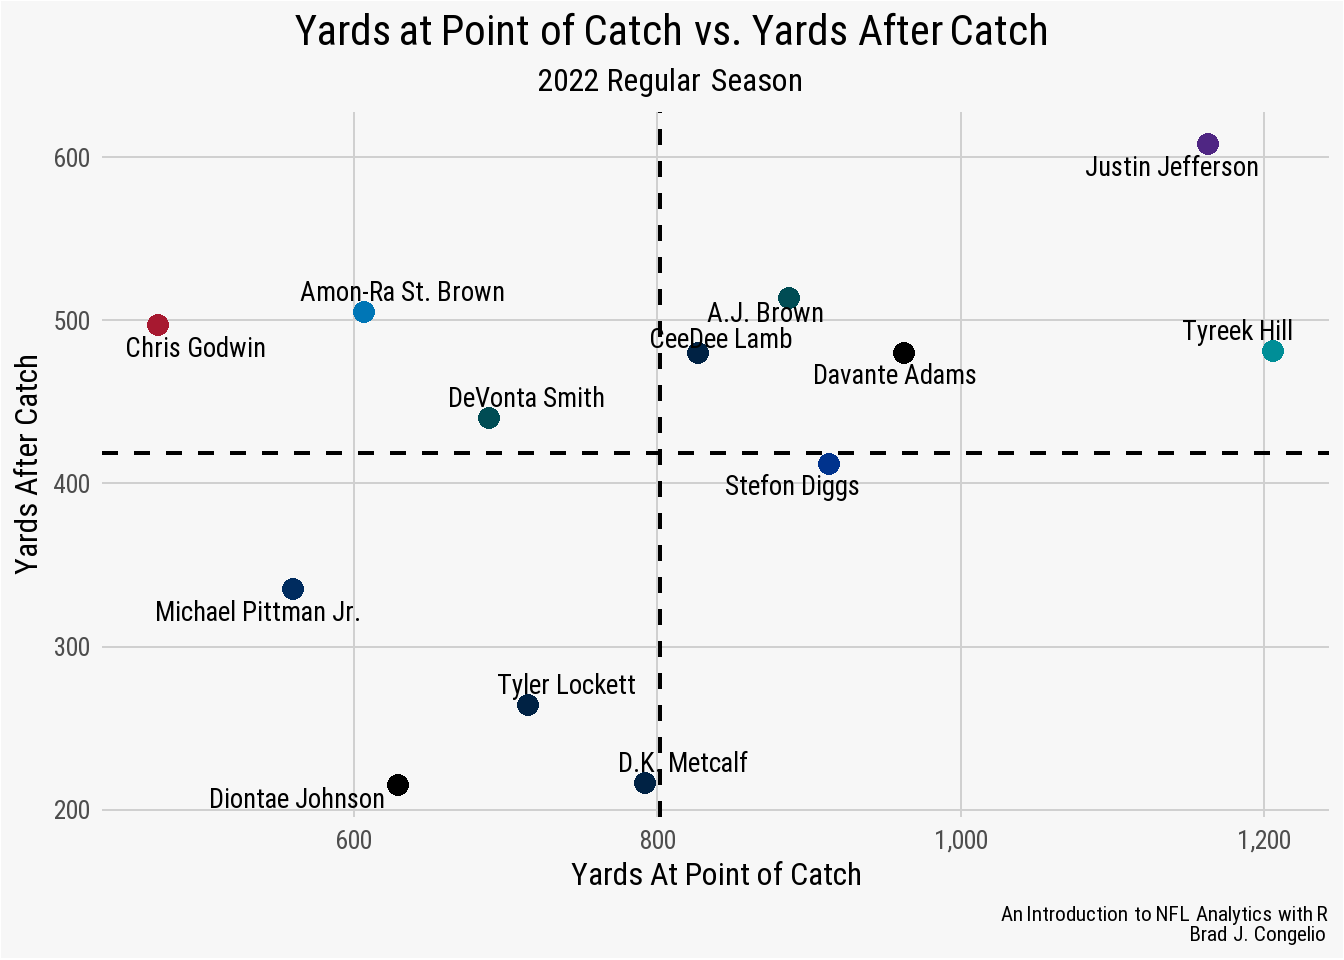 Yards at Point of Catch vs. Yards After Catch
2022 Regular Season
600
Justin Jefferson
Amon-Ra St. Brown
A.J. Brown
500
Tyreek Hill
CeeDee Lamb
Chris Godwin
Davante Adams
DeVonta Smith
Yards After Catch
400
Stefon Diggs
Michael Pittman Jr.
300
Tyler Lockett
D.K. Metcalf
Diontae Johnson
200
600
800
1,000
1,200
Yards At Point of Catch
An Introduction to NFL Analytics with R
Brad J. Congelio